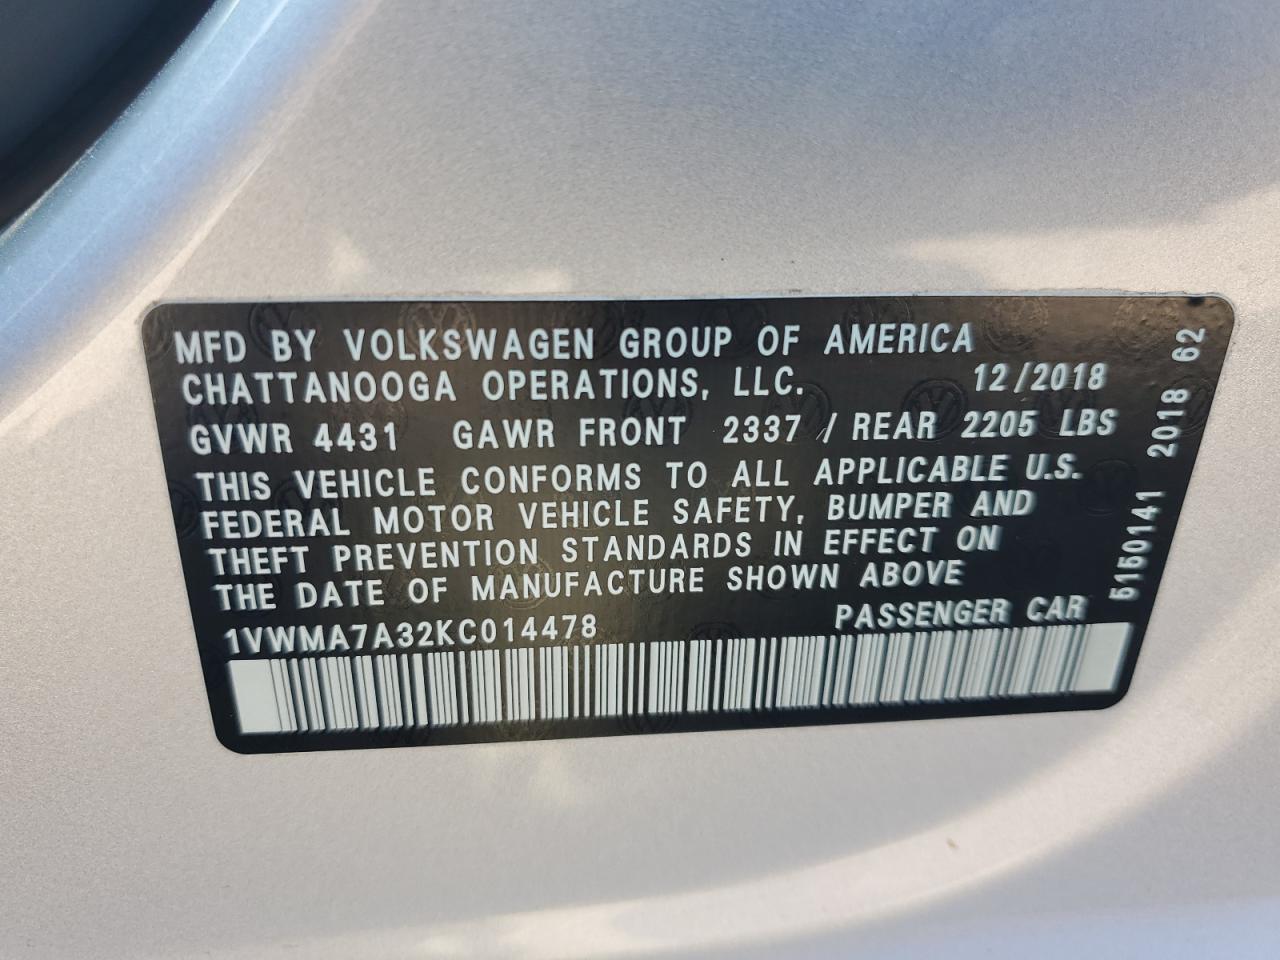 MFD BY VOLKSWAGEN GROUP OF AMERICA
CHATTANOOGA OPERATIONS, LLC. 12/2018
GVWR 4431 GAWR FRONT 2337 / REAR 2205 LBS
THIS VEHICLE CONFORMS TO ALL APPLICABLE U.S.
FEDERAL MOTOR VEHICLE SAFETY, BUMPER AND
THEFT PREVENTION STANDARDS IN EFFECT ON
THE DATE OF MANUFACTURE SHOWN ABOVE
1VWMA7A32KC014478 PASSENGER CAR
5160141 2018 62